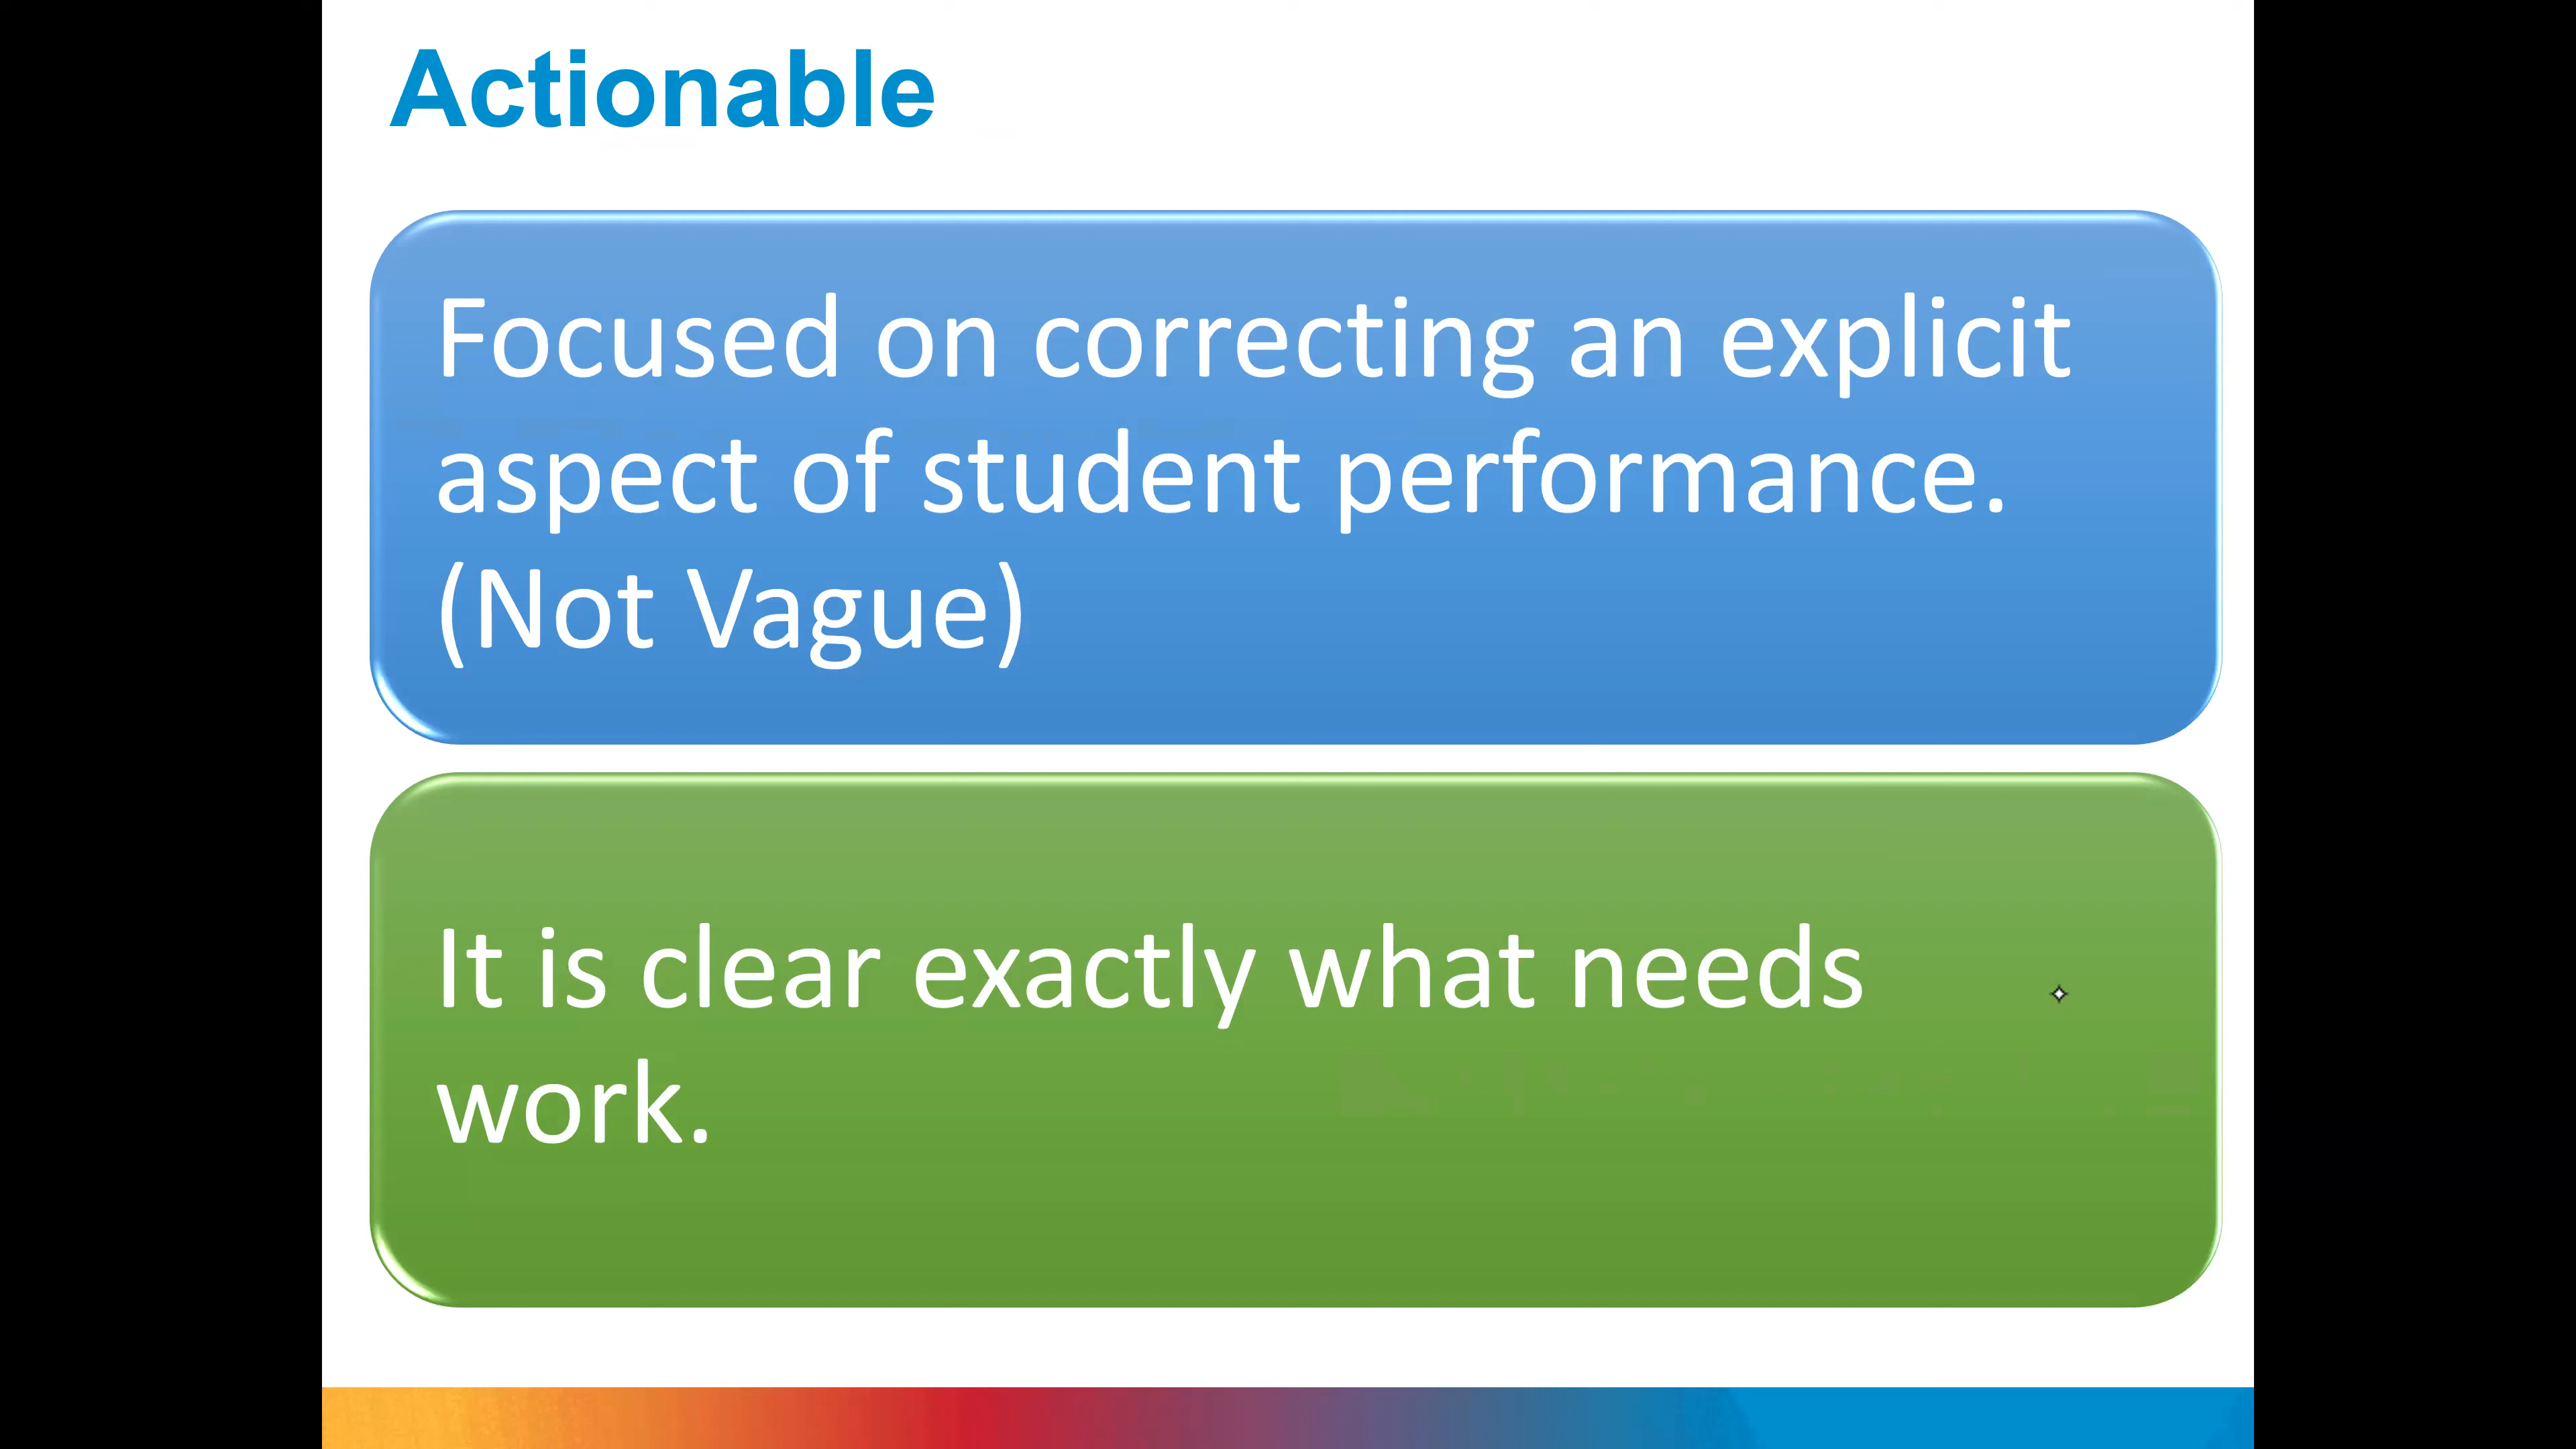 Actionable
Focused on correcting an explicit
aspect of student performance.
(Not Vague)
It is clear exactly what needs
work.